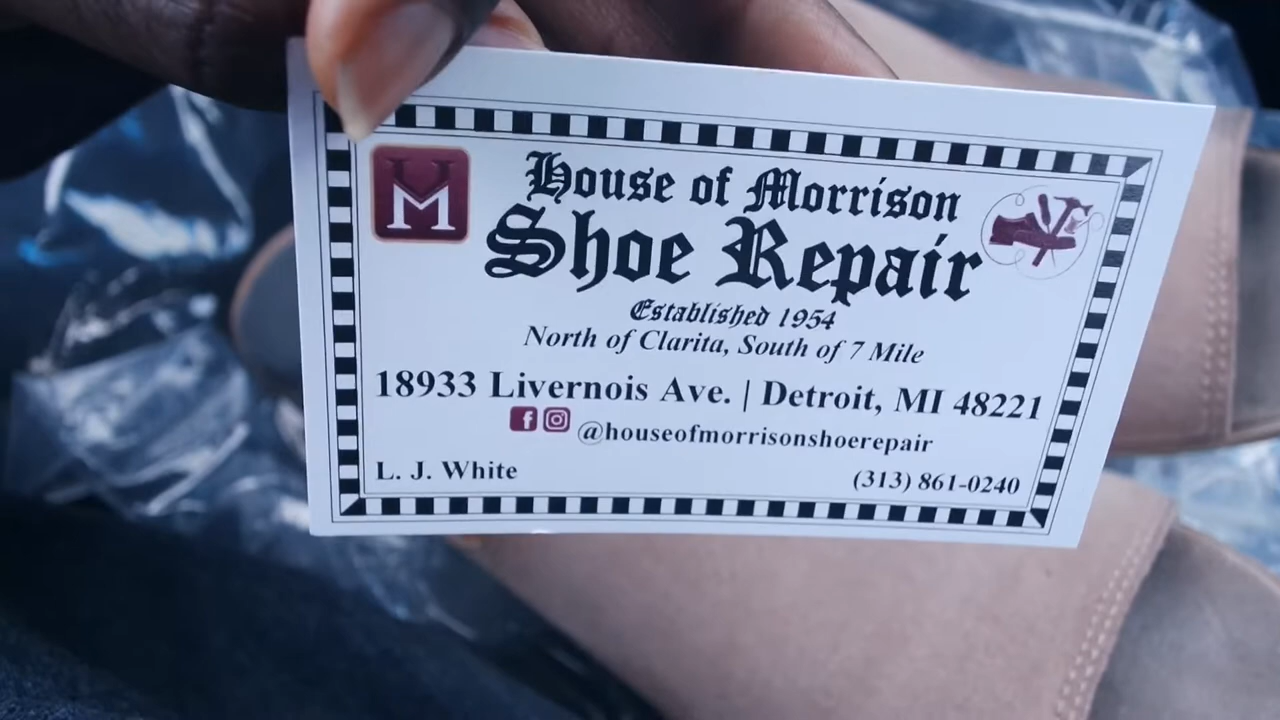 HM
House of Morrison
Shoe Repair
Established 1954
North of Clarita, South of 7 Mile
18933 Livernois Ave. | Detroit, MI 48221
@houseofmorrisonshoerepair
L. J. White
(313) 861-0240